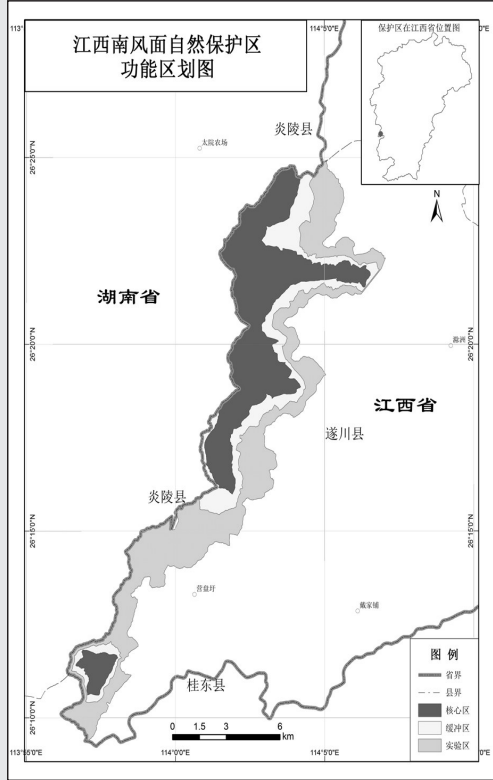 江西南风面自然保护区
功能区划图
保护区在江西省位置图
114°5'0"E
炎陵县
太院农场
26°25'
N
湖南省
26°20'0"N
26°20'0"N
江西省
遂川县
炎陵县
26°15'0"N
26°15'0"N
营盘圩
戴家铺
图 例
省界
县界
核心区
缓冲区
实验区
桂东县
0 1.5 3 6
km
26°10'0"N
113°55'0"E
114°0'E
114°5'0"E